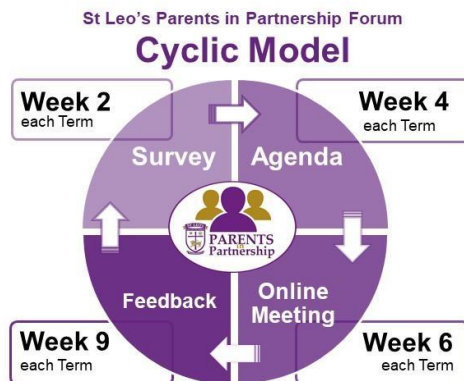 St Leo's Parents in Partnership Forum
Cyclic Model
Week 2
each Term
Week 4
each Term
Survey
Agenda
PARENTS
in
Partnership
Feedback
Online
Meeting
Week 9
each Term
Week 6
each Term